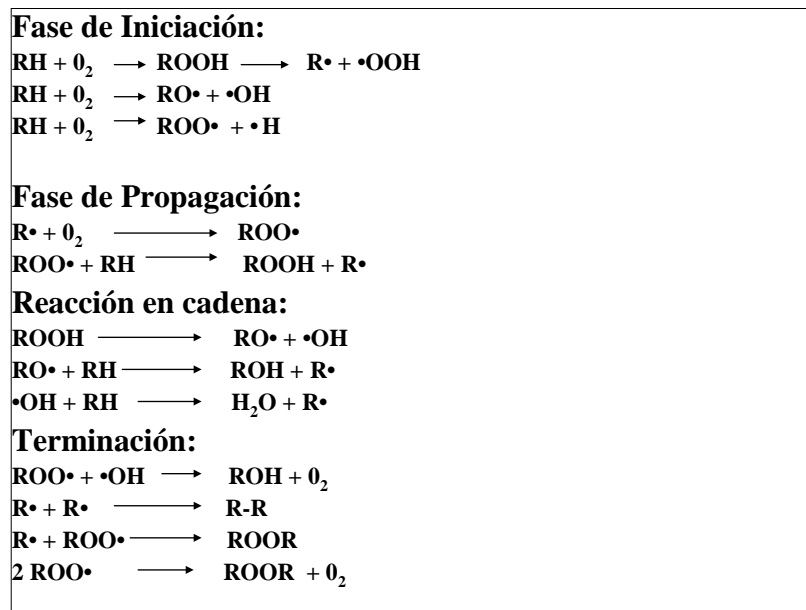 Fase de Iniciación:
RH + 0₂ → ROOH → R• + •OOH
RH + 0₂ → RO• + •OH
RH + 0₂ → ROO• + •H
Fase de Propagación:
R• + 0₂ → ROO•
ROO• + RH → ROOH + R•
Reacción en cadena:
ROOH → RO• + •OH
RO• + RH → ROH + R•
•OH + RH → H₂O + R•
Terminación:
ROO• + •OH → ROH + 0₂
R• + R• → R-R
R• + ROO• → ROOR
2 ROO• → ROOR + 0₂